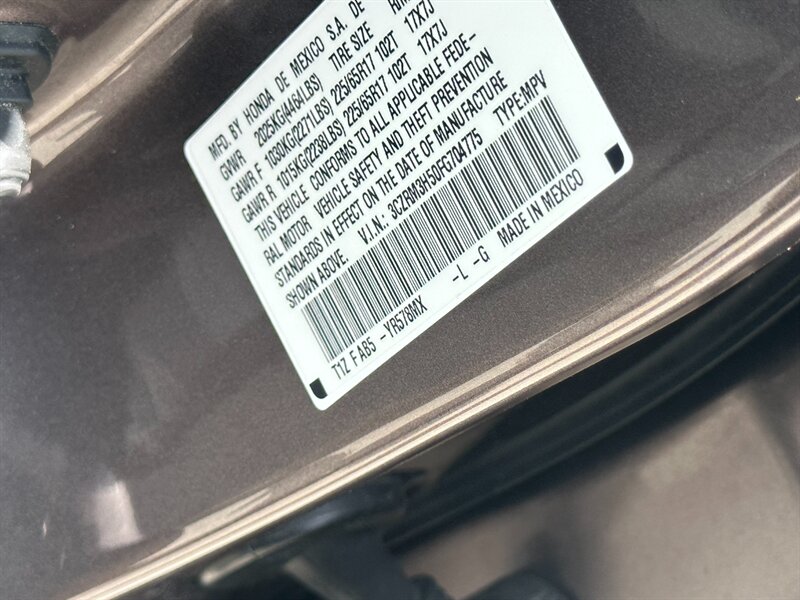 MFD. BY HONDA DE MEXICO S.A. DE
GVWR 2025KG(4464LBS) TIRE SIZE
GAWR F 1030KG(2271LBS) 225/65R17 102T 17X7J
GAWR R 1015KG(2238LBS) 225/65R17 102T 17X7J
THIS VEHICLE CONFORMS TO ALL APPLICABLE FEDE-
RAL MOTOR VEHICLE SAFETY AND THEFT PREVENTION
STANDARDS IN EFFECT ON THE DATE OF MANUFACTURE
SHOWN ABOVE. V.I.N.: 3CZRM3H50FG704775 TYPE:MPV
T1Z F AB5 -YR578MX -L -G MADE IN MEXICO